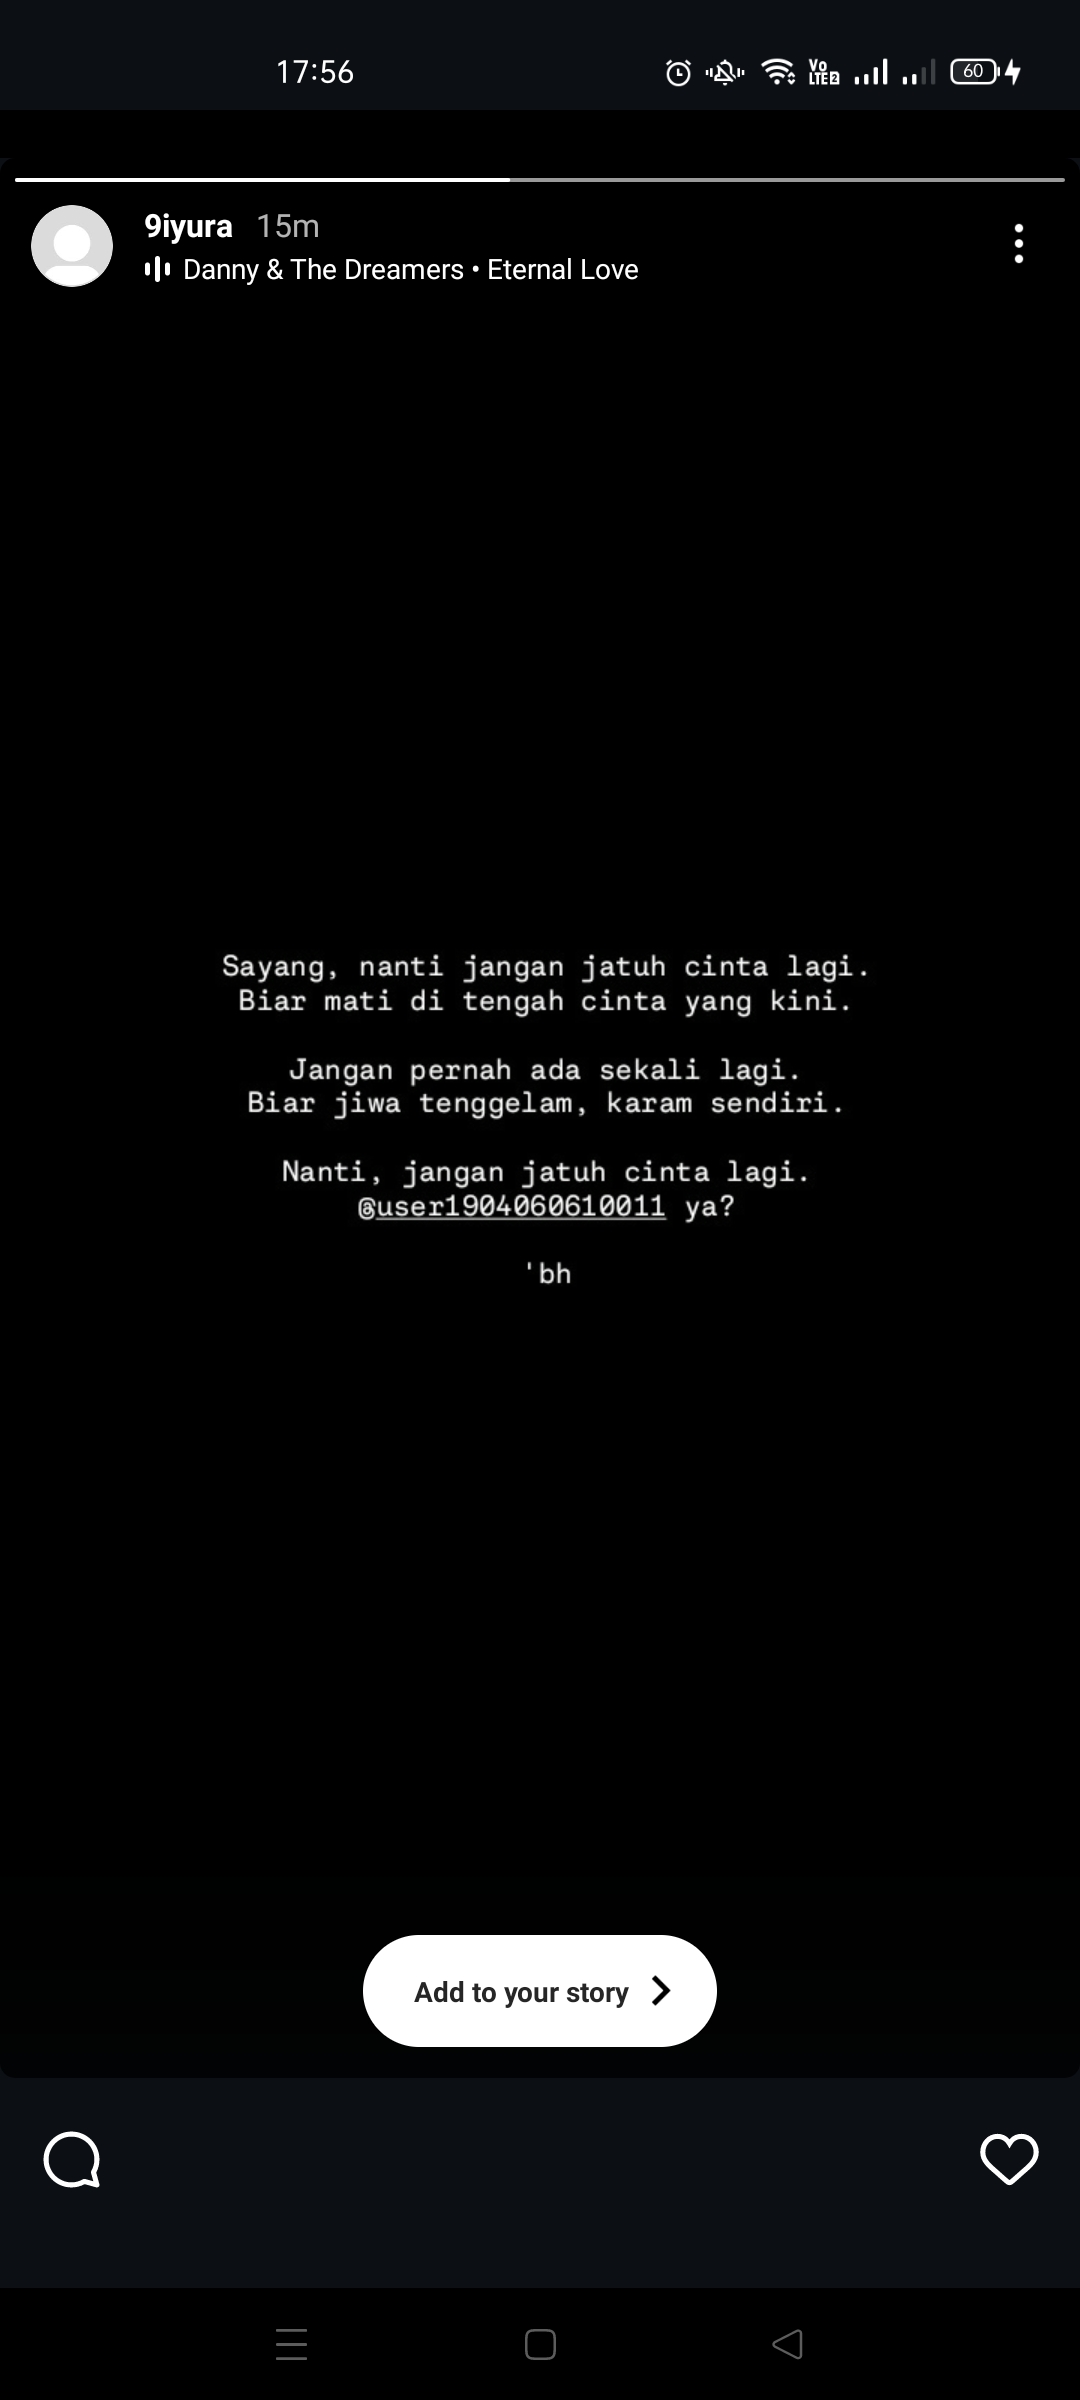 17:56
Vo LTE2 60
9iyura 15m
Danny & The Dreamers • Eternal Love
Sayang, nanti jangan jatuh cinta lagi.
Biar mati di tengah cinta yang kini.
Jangan pernah ada sekali lagi.
Biar jiwa tenggelam, karam sendiri.
Nanti, jangan jatuh cinta lagi.
@user1904060610011 ya?
'bh
Add to your story